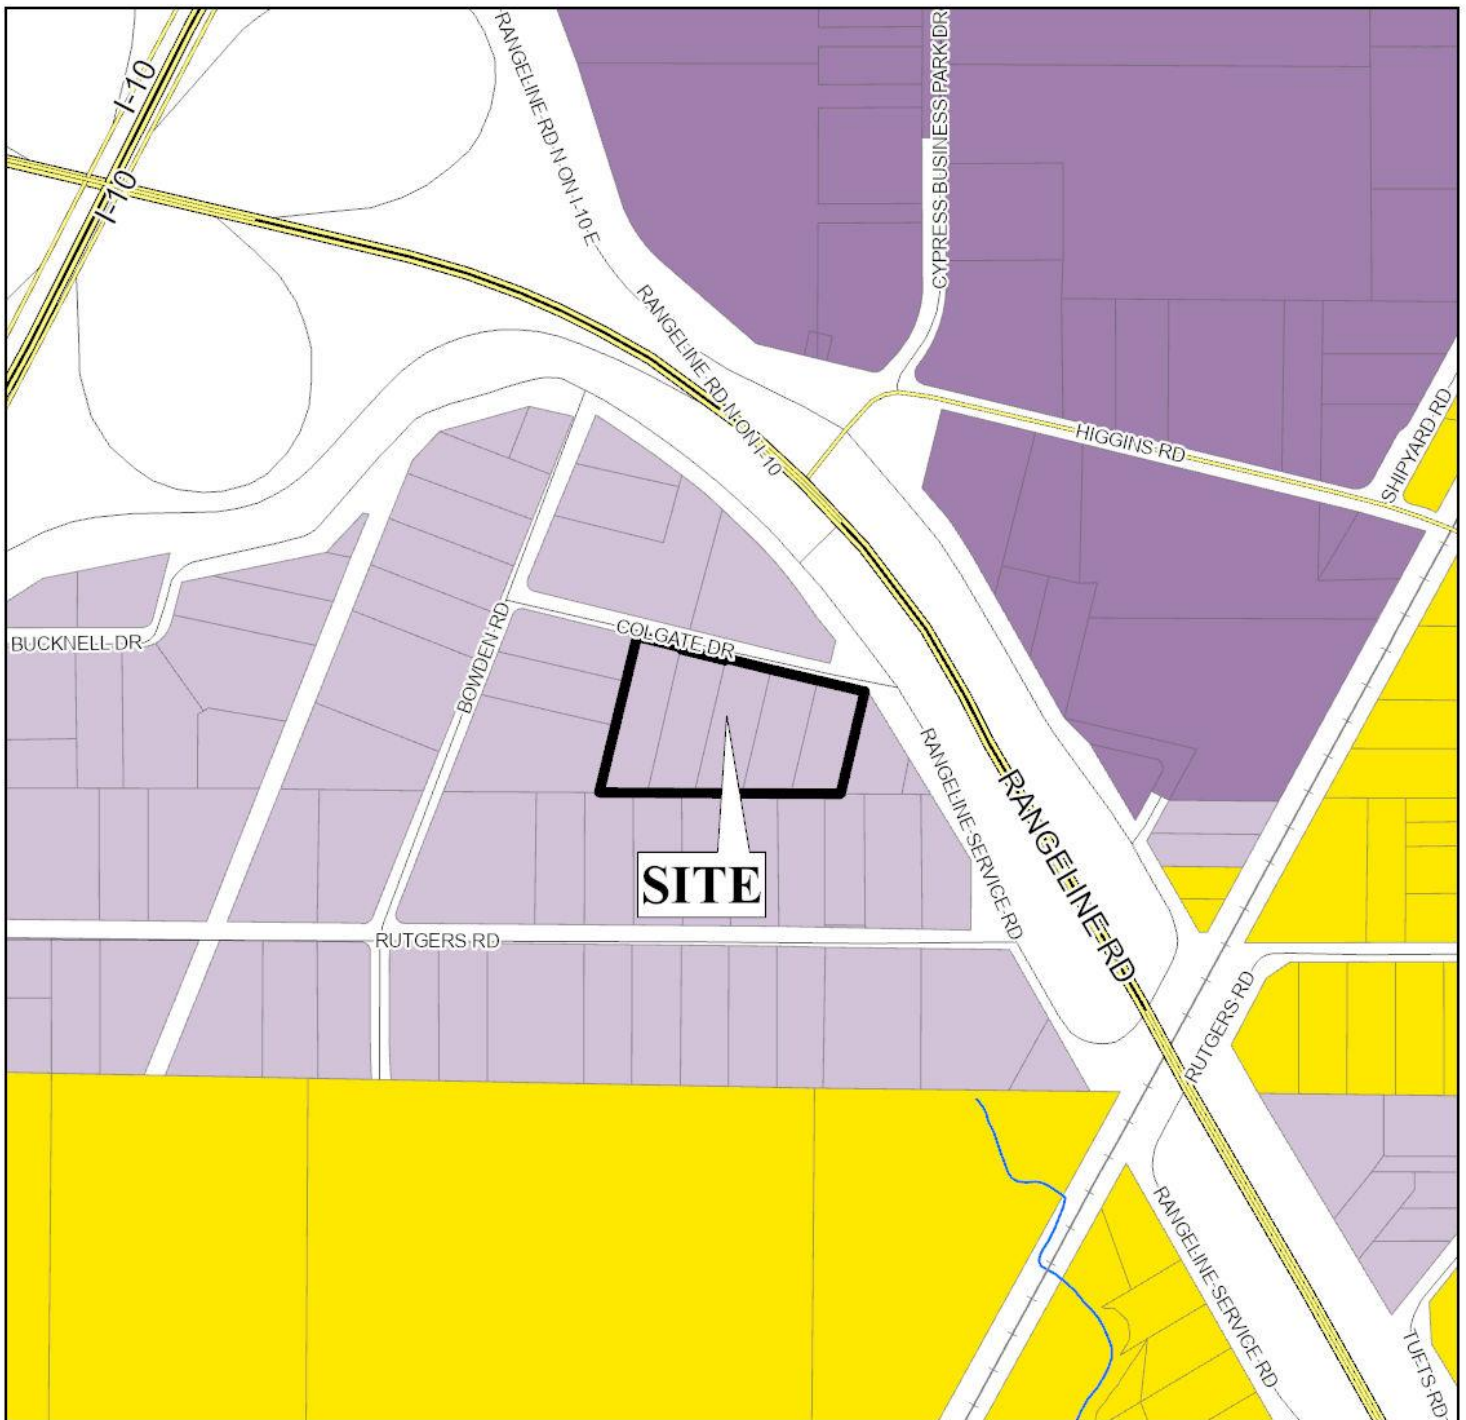 I-10
I-10
RANGELINE RD N ON I-10 E
CYPRESS BUSINESS PARK DR
RANGELINE RD N ON I-10
HIGGINS RD
SHIPYARD RD
BUCKNELL DR
BOWDEN RD
COLGATE DR
RANGELINE SERVICE RD
RANGELINE RD
SITE
RUTGERS RD
RUTGERS RD
RANGELINE SERVICE RD
TUFTS RD